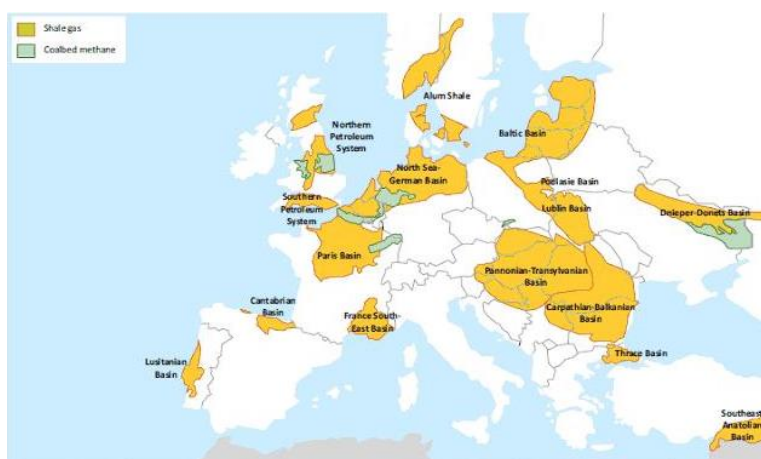 Shale gas
Coalbed methane
Alum Shale
Northern Petroleum
System
Baltic Basin
North Sea-
German Basin
Podlasie Basin
Southern
Petroleum
System
Lublin Basin
Dnieper-Donets Basin
Paris Basin
Pannonian-Transylvanian
Basin
Cantabrian
Basin
France South-
East Basin
Carpathian-Balkanian
Basin
Lusitanian
Basin
Thrace Basin
Southeast
Anatolian
Basin